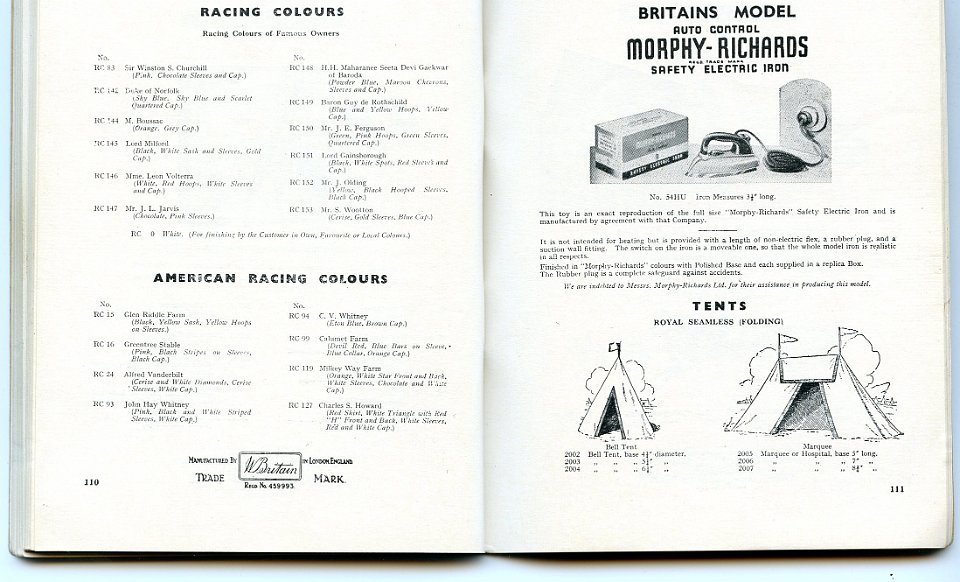 RACING COLOURS
Racing Colours of Famous Owners
No.
RC 83 Sir Winston S. Churchill
(Pink, Chocolate Sleeves and Cap.)
RC 142 Duke of Norfolk
(Sky Blue, Sky Blue and Scarlet
Quartered Cap.)
RC 144 M. Boussac
(Orange, Grey Cap.)
RC 145 Lord Milford
(Black, White Sash and Sleeves, Gold
Cap.)
RC 146 Mme. Leon Volterra
(White, Red Hoops, White Sleeves
and Cap.)
RC 147 Mr. J. L. Jarvis
(Chocolate, Pink Sleeves.)
No.
RC 148 H.H. Maharanee Seeta Devi Gaekwar
of Baroda
(Powder Blue, Maroon Chevrons,
Sleeves and Cap.)
RC 149 Baron Guy de Rothschild
(Blue and Yellow Hoops, Yellow
Cap.)
RC 150 Mr. J. E. Ferguson
(Green, Pink Hoops, Green Sleeves,
Quartered Cap.)
RC 151 Lord Gainsborough
(Black, White Spots, Red Sleeves and
Cap.)
RC 152 Mr. J. Olding
(Yellow, Black Hooped Sleeves,
Black Cap.)
RC 153 Mr. S. Wootton
(Cerise, Gold Sleeves, Blue Cap.)
RC 0 White. (For finishing by the Customer in Own, Favourite or Local Colours.)
AMERICAN RACING COLOURS
No.
RC 15 Glen Riddle Farm
(Black, Yellow Sash, Yellow Hoops
on Sleeves.)
RC 16 Greentree Stable
(Pink, Black Stripes on Sleeves,
Black Cap.)
RC 24 Alfred Vanderbilt
(Cerise and White Diamonds, Cerise
Sleeves, White Cap.)
RC 93 John Hay Whitney
(Pink, Black and White Striped
Sleeves, White Cap.)
No.
RC 94 C. V. Whitney
(Eton Blue, Brown Cap.)
RC 99 Calumet Farm
(Devil Red, Blue Bars on Sleeve,
Blue Collar, Orange Cap.)
RC 119 Milkey Way Farm
(Orange, White Star Front and Back,
White Sleeves, Chocolate and White
Cap.)
RC 127 Charles S. Howard
(Red Shirt, White Triangle with Red
"H" Front and Back, White Sleeves,
Red and White Cap.)
MANUFACTURED BY W. Britain IN LONDON, ENGLAND
TRADE MARK.
REGD No. 459993.
110
BRITAINS MODEL
AUTO CONTROL
MORPHY-RICHARDS
REGD. TRADE MARK
SAFETY ELECTRIC IRON
SAFETY ELECTRIC IRON
No. 54HU iron Measures 3¾" long.
This toy is an exact reproduction of the full size "Morphy-Richards" Safety Electric Iron and is
manufactured by agreement with that Company.
It is not intended for heating but is provided with a length of non-electric flex, a rubber plug, and a
suction wall fitting. The switch on the iron is a moveable one, so that the whole model iron is realistic
in all respects.
Finished in "Morphy-Richards" colours with Polished Base and each supplied in a replica Box.
The Rubber plug is a complete safeguard against accidents.
We are indebted to Messrs. Morphy-Richards Ltd. for their assistance in producing this model.
TENTS
ROYAL SEAMLESS (FOLDING)
Bell Tent
2002 Bell Tent, base 4½" diameter.
2003 ,, ,, ,, ,,
2004 ,, ,, ,, ,,
Marquee
2005 Marquee or Hospital, base 5" long.
2006 ,, ,, ,, 7" ,,
2007 ,, ,, ,, ,,
111